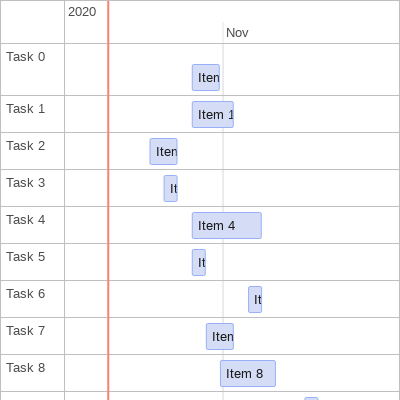 2020
Nov
Task 0
Iten
Task 1
Item 1
Task 2
Iten
Task 3
It
Task 4
Item 4
Task 5
It
Task 6
It
Task 7
Iten
Task 8
Item 8